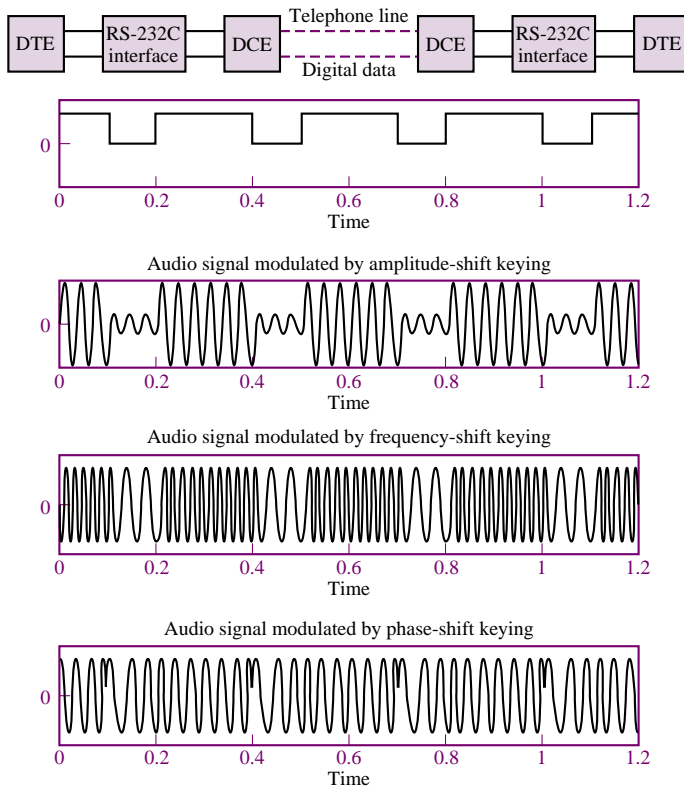 Telephone line
DTE
RS-232C
interface
DCE
DCE
RS-232C
interface
DTE
Digital data
0
0 0.2 0.4 0.6 0.8 1 1.2
Time
Audio signal modulated by amplitude-shift keying
0
0 0.2 0.4 0.6 0.8 1 1.2
Time
Audio signal modulated by frequency-shift keying
0
0 0.2 0.4 0.6 0.8 1 1.2
Time
Audio signal modulated by phase-shift keying
0
0 0.2 0.4 0.6 0.8 1 1.2
Time